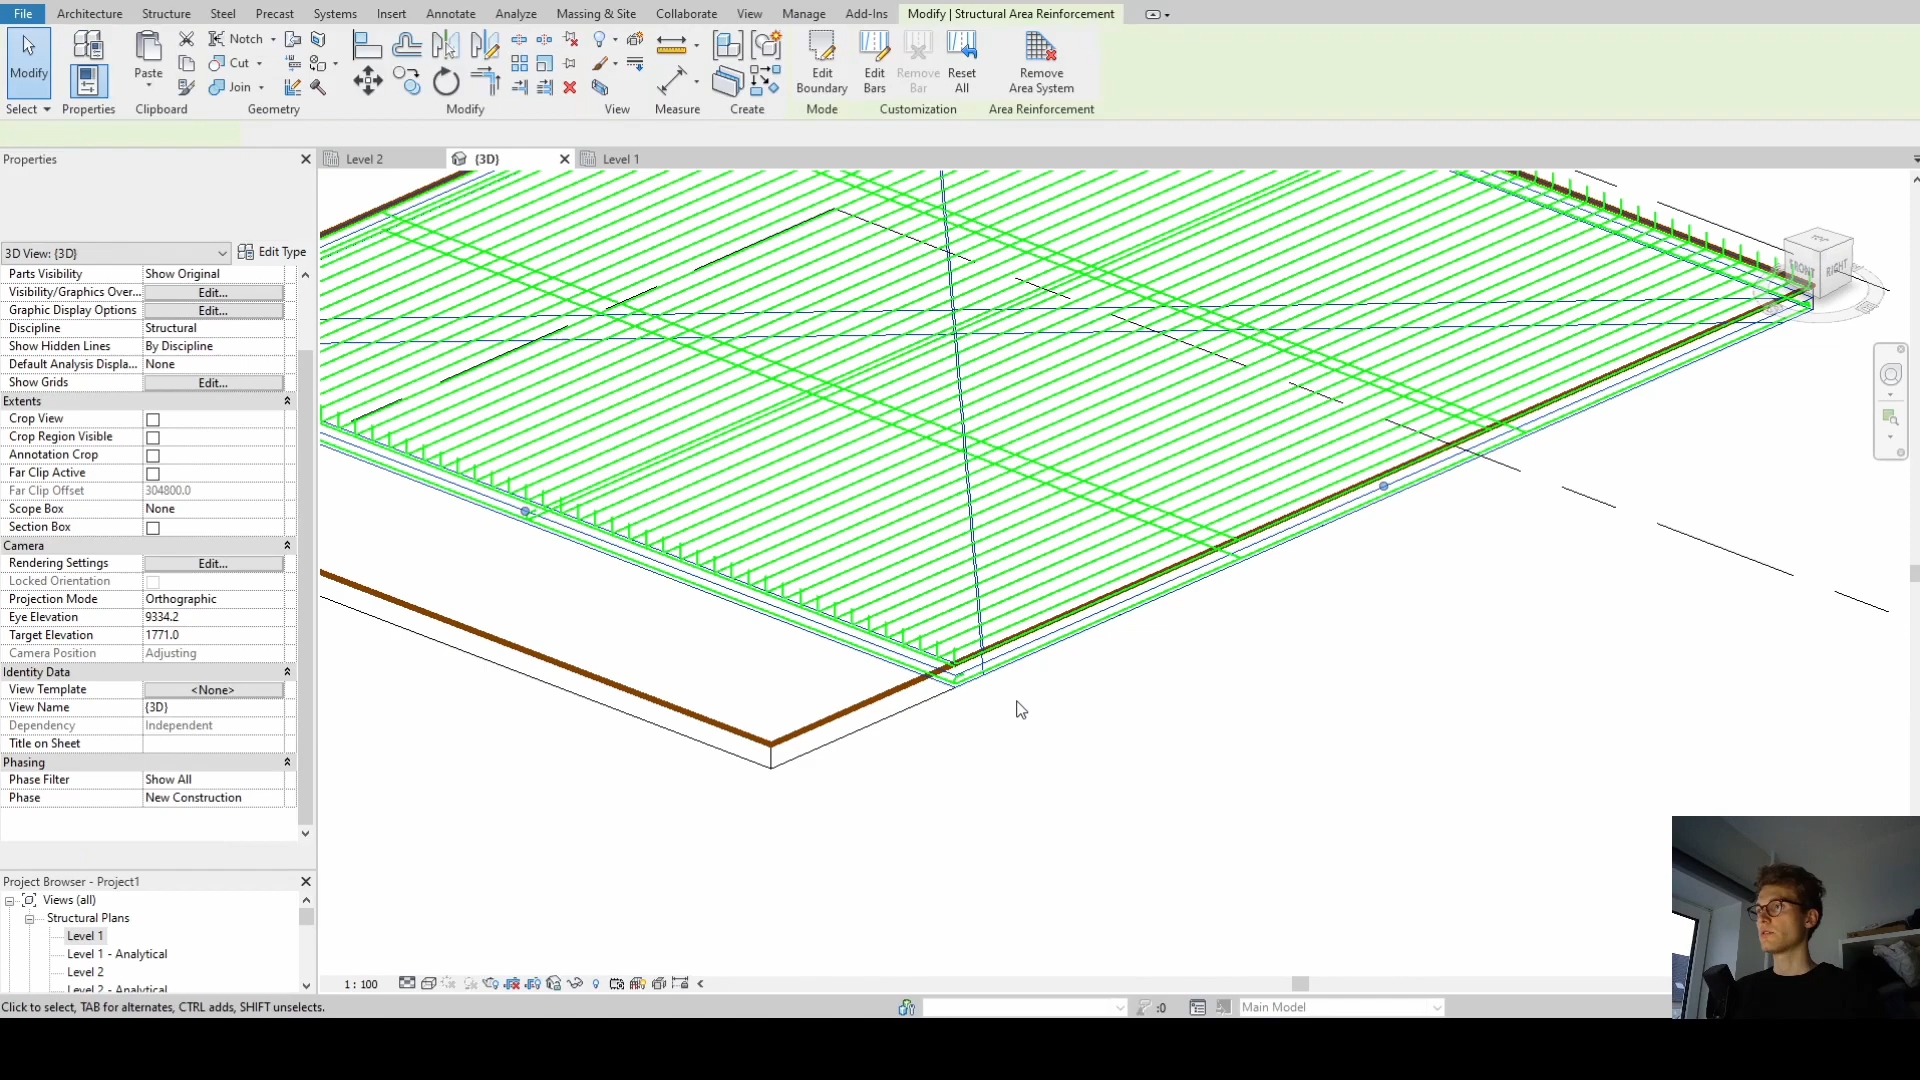 File Architecture Structure Steel Precast Systems Insert Annotate Analyze Massing & Site Collaborate View Manage Add-Ins Modify | Structural Area Reinforcement
Modify
Paste
Notch
Cut
Join
Edit Boundary
Edit Bars
Remove Bar
Reset All
Remove Area System
Select Properties Clipboard Geometry Modify View Measure Create Mode Customization Area Reinforcement
Properties
Level 2
{3D}
Level 1
3D View: {3D}
Edit Type
Parts Visibility Show Original
Visibility/Graphics Over... Edit...
Graphic Display Options Edit...
Discipline Structural
Show Hidden Lines By Discipline
Default Analysis Displa... None
Show Grids Edit...
Extents
Crop View
Crop Region Visible
Annotation Crop
Far Clip Active
Far Clip Offset 304800.0
Scope Box None
Section Box
Camera
Rendering Settings Edit...
Locked Orientation
Projection Mode Orthographic
Eye Elevation 9334.2
Target Elevation 1771.0
Camera Position Adjusting
Identity Data
View Template <None>
View Name {3D}
Dependency Independent
Title on Sheet
Phasing
Phase Filter Show All
Phase New Construction
FRONT RIGHT
Project Browser - Project1
Views (all)
Structural Plans
Level 1
Level 1 - Analytical
Level 2
Level 2 - Analytical
1 : 100
Click to select, TAB for alternates, CTRL adds, SHIFT unselects.
:0
Main Model